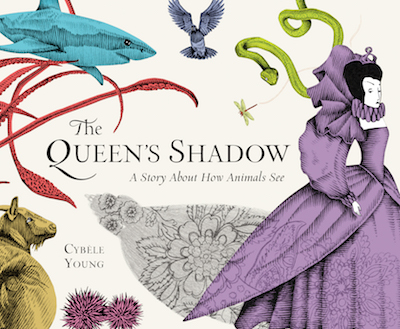 The
Queen's Shadow
A Story About How Animals See
Cybèle
Young